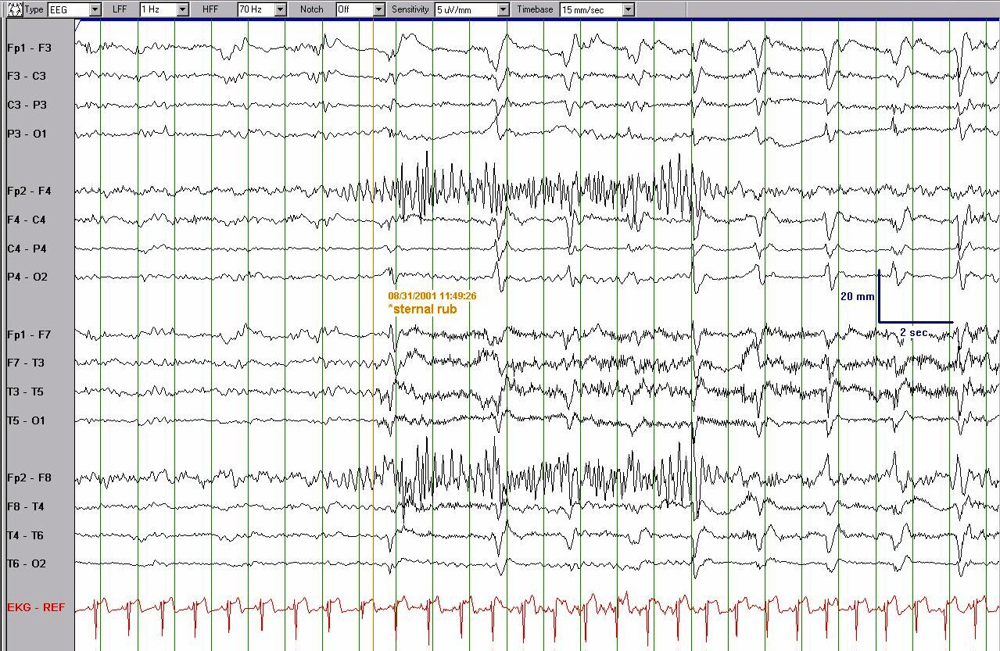 Type EEG LFF 1 Hz HFF 70 Hz Notch Off Sensitivity 5 uV/mm Timebase 15 mm/sec
Fp1 - F3
F3 - C3
C3 - P3
P3 - O1
Fp2 - F4
F4 - C4
C4 - P4
P4 - O2
08/31/2001 11:49:26
*sternal rub
20 mm
2 sec
Fp1 - F7
F7 - T3
T3 - T5
T5 - O1
Fp2 - F8
F8 - T4
T4 - T6
T6 - O2
EKG - REF